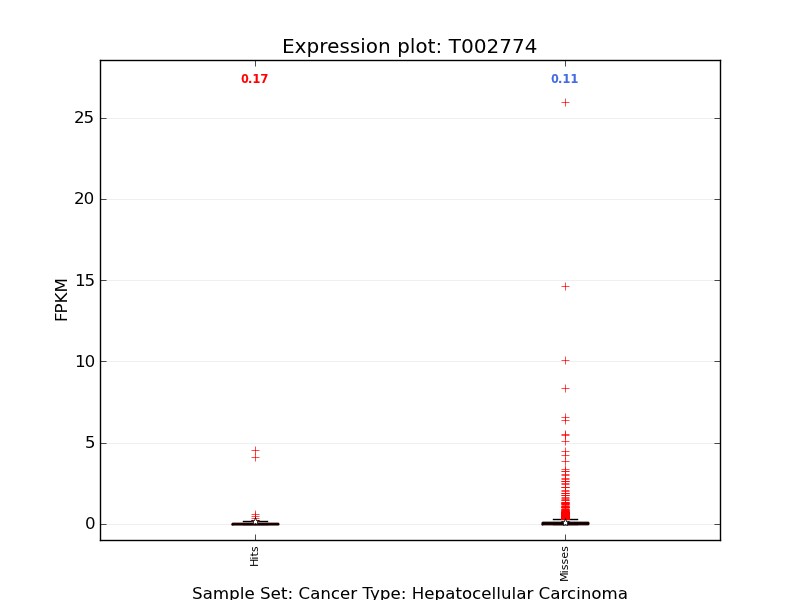 Expression plot: T002774
0.17
0.11
25
20
15
10
5
0
FPKM
Hits
Misses
Sample Set: Cancer Type: Hepatocellular Carcinoma